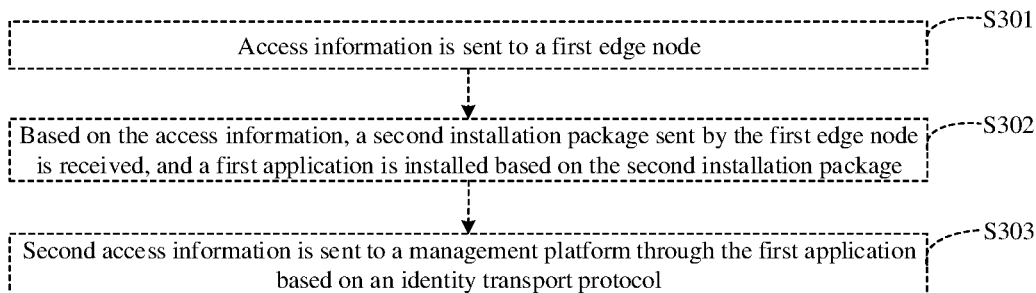 S301
Access information is sent to a first edge node
S302
Based on the access information, a second installation package sent by the first edge node
is received, and a first application is installed based on the second installation package
S303
Second access information is sent to a management platform through the first application
based on an identity transport protocol